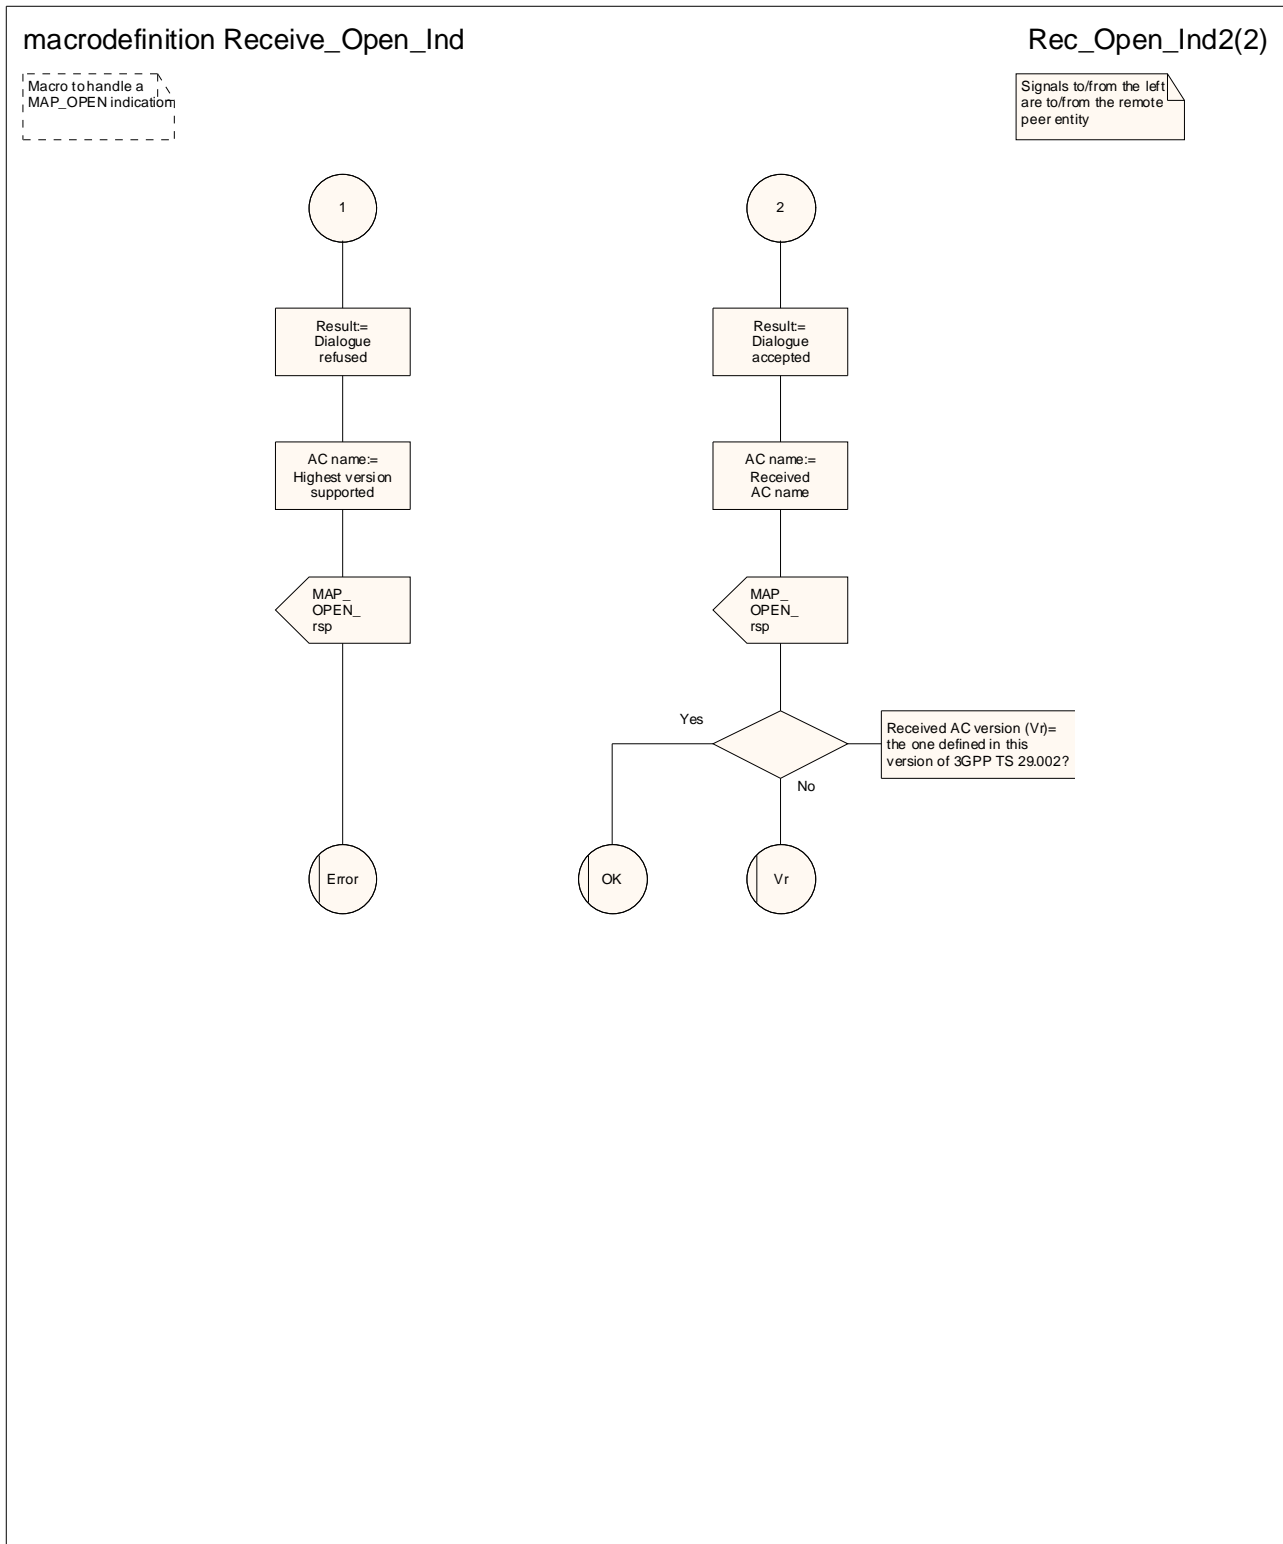 macrodefinition Receive_Open_Ind
Rec_Open_Ind2(2)
Macro to handle a
MAP_OPEN indication
Signals to/from the left
are to/from the remote
peer entity
1
2
Result:=
Dialogue
refused
Result:=
Dialogue
accepted
AC name:=
Highest version
supported
AC name:=
Received
AC name
MAP_
OPEN_
rsp
MAP_
OPEN_
rsp
Yes
Received AC version (Vr)=
the one defined in this
version of 3GPP TS 29.002?
No
Error
OK
Vr